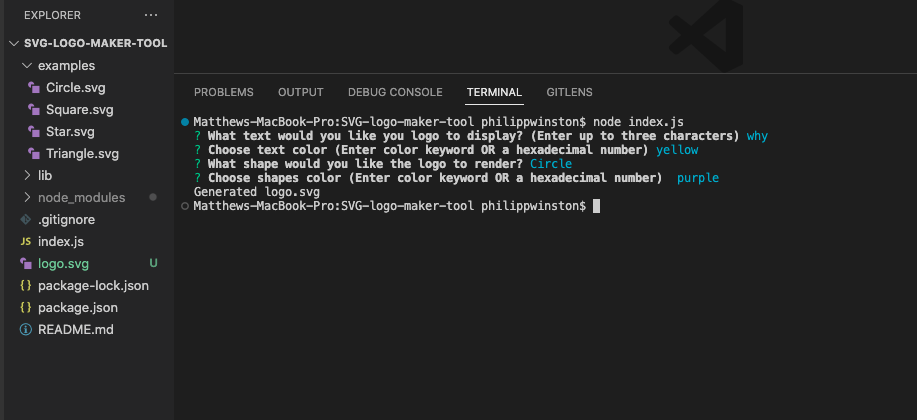 EXPLORER ...
SVG-LOGO-MAKER-TOOL
examples
Circle.svg
Square.svg
Star.svg
Triangle.svg
lib
node_modules
.gitignore
JS index.js
logo.svg U
{} package-lock.json
{} package.json
README.md
PROBLEMS OUTPUT DEBUG CONSOLE TERMINAL GITLENS
Matthews-MacBook-Pro:SVG-logo-maker-tool philippwinston$ node index.js
? What text would you like you logo to display? (Enter up to three characters) why
? Choose text color (Enter color keyword OR a hexadecimal number) yellow
? What shape would you like the logo to render? Circle
? Choose shapes color (Enter color keyword OR a hexadecimal number)  purple
Generated logo.svg
Matthews-MacBook-Pro:SVG-logo-maker-tool philippwinston$